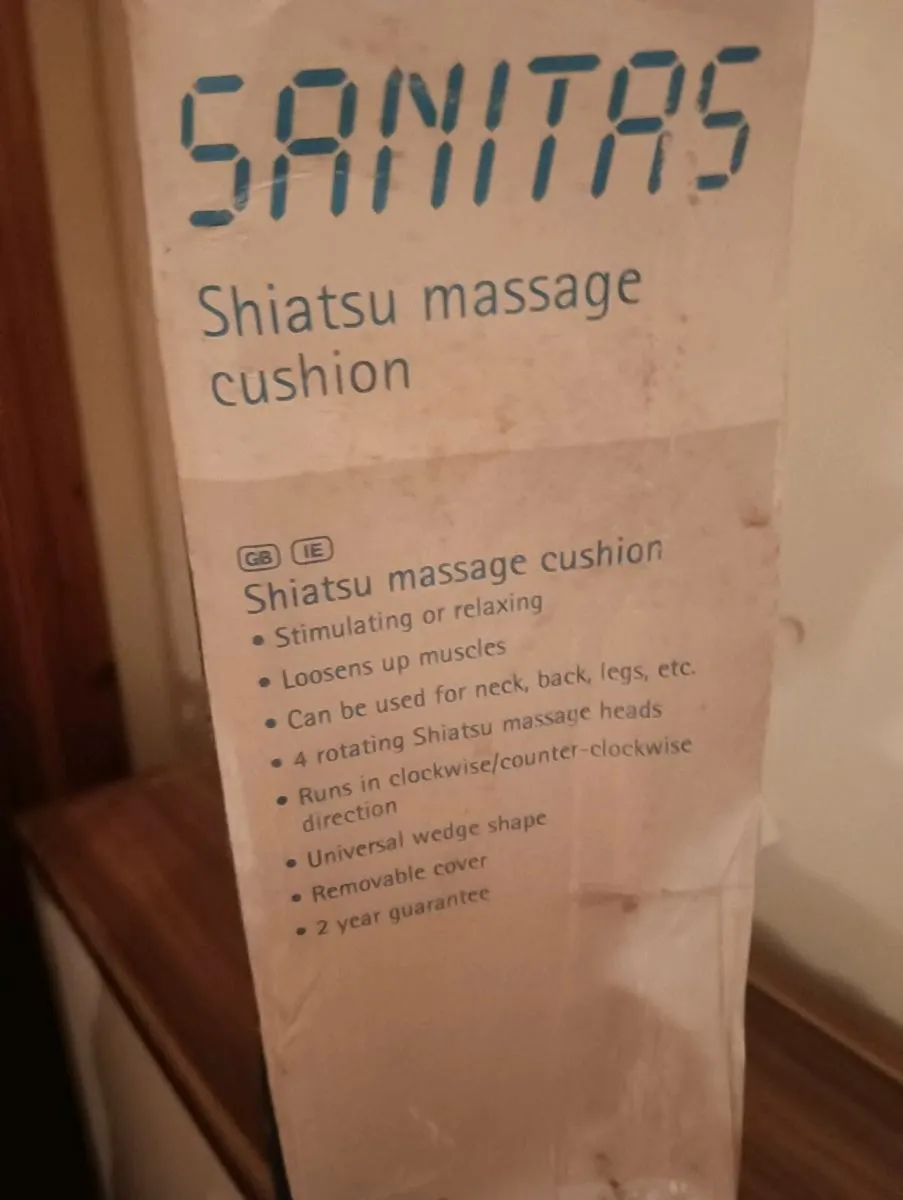 SANITAS
Shiatsu massage
cushion
GB IE
Shiatsu massage cushion
• Stimulating or relaxing
• Loosens up muscles
• Can be used for neck, back, legs, etc.
• 4 rotating Shiatsu massage heads
• Runs in clockwise/counter-clockwise
direction
• Universal wedge shape
• Removable cover
• 2 year guarantee